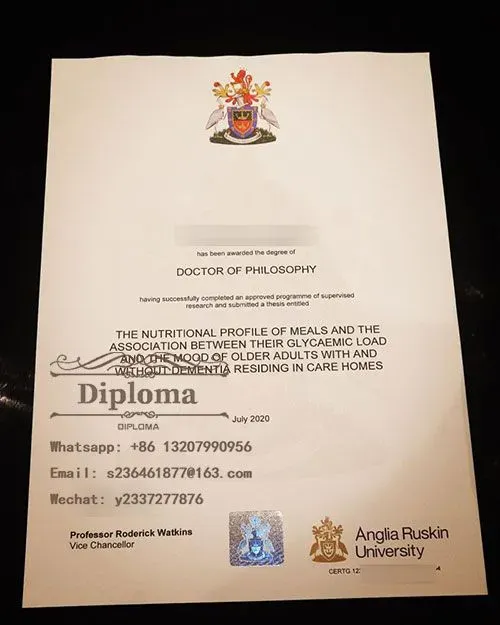 has been awarded the degree of
DOCTOR OF PHILOSOPHY
having successfully completed an approved programme of supervised
research and submitted a thesis entitled
THE NUTRITIONAL PROFILE OF MEALS AND THE
ASSOCIATION BETWEEN THEIR GLYCAEMIC LOAD
AND THE MOOD OF OLDER ADULTS WITH AND
WITHOUT DEMENTIA RESIDING IN CARE HOMES
Diploma
DIPLOMA
July 2020
Whatsapp: +86 13207990956
Email: s236461877@163.com
Wechat: y2337277876
Professor Roderick Watkins
Vice Chancellor
Anglia Ruskin
University
CERTG 12